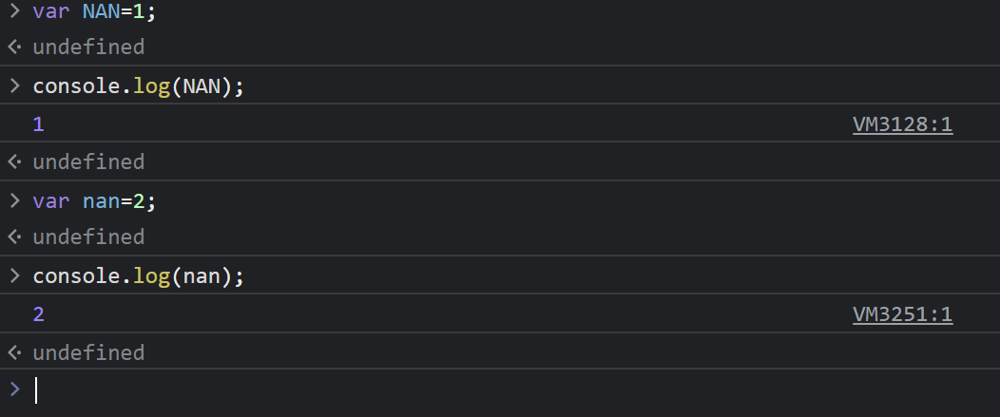 > var NAN=1;
< undefined
> console.log(NAN);
1 VM3128:1
< undefined
> var nan=2;
< undefined
> console.log(nan);
2 VM3251:1
< undefined
>